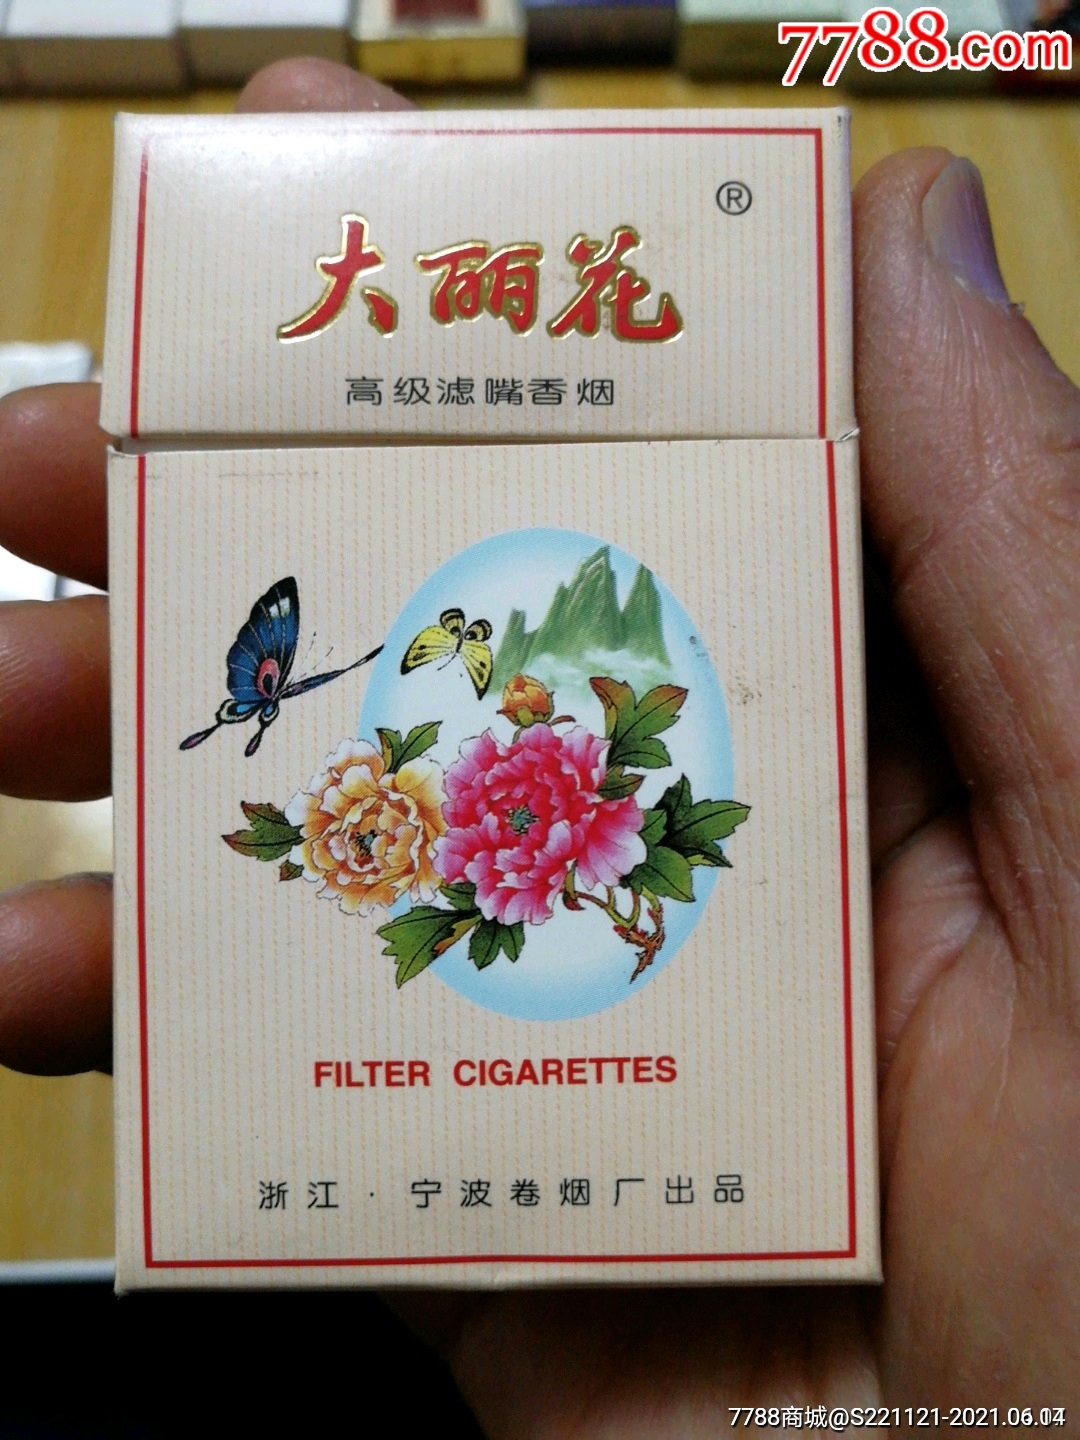 7788.com
®
大丽花
高级滤嘴香烟
FILTER CIGARETTES
浙江·宁波卷烟厂出品
7788商城@S221121-2021.06.04